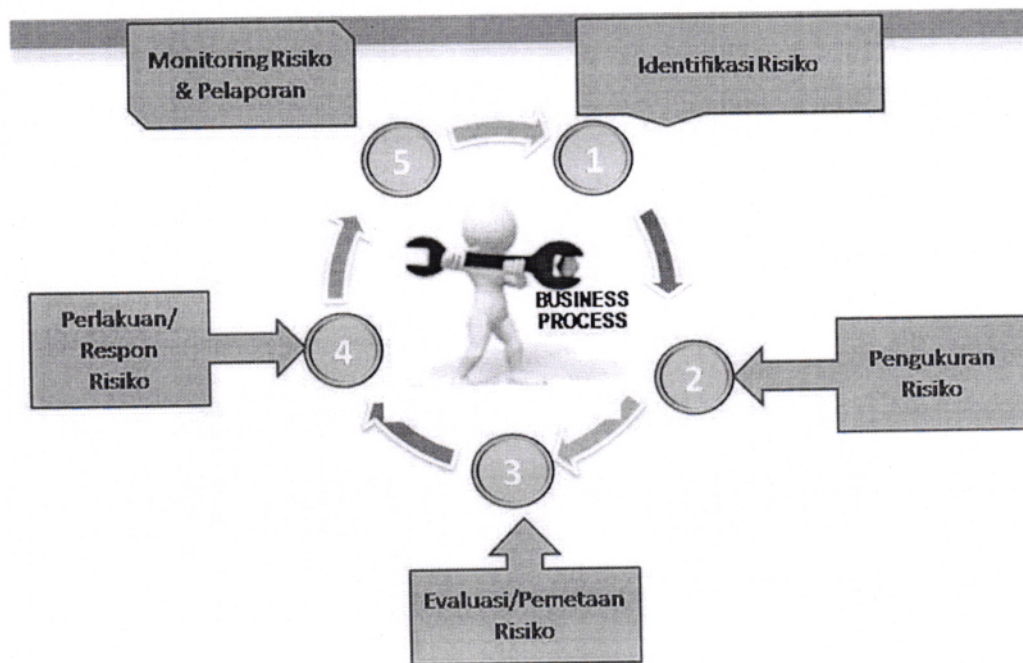 Monitoring Risiko
& Pelaporan
Identifikasi Risiko
5
1
BUSINESS
PROCESS
Perlakuan/
Respon
Risiko
4
2
Pengukuran
Risiko
3
Evaluasi/Pemetaan
Risiko